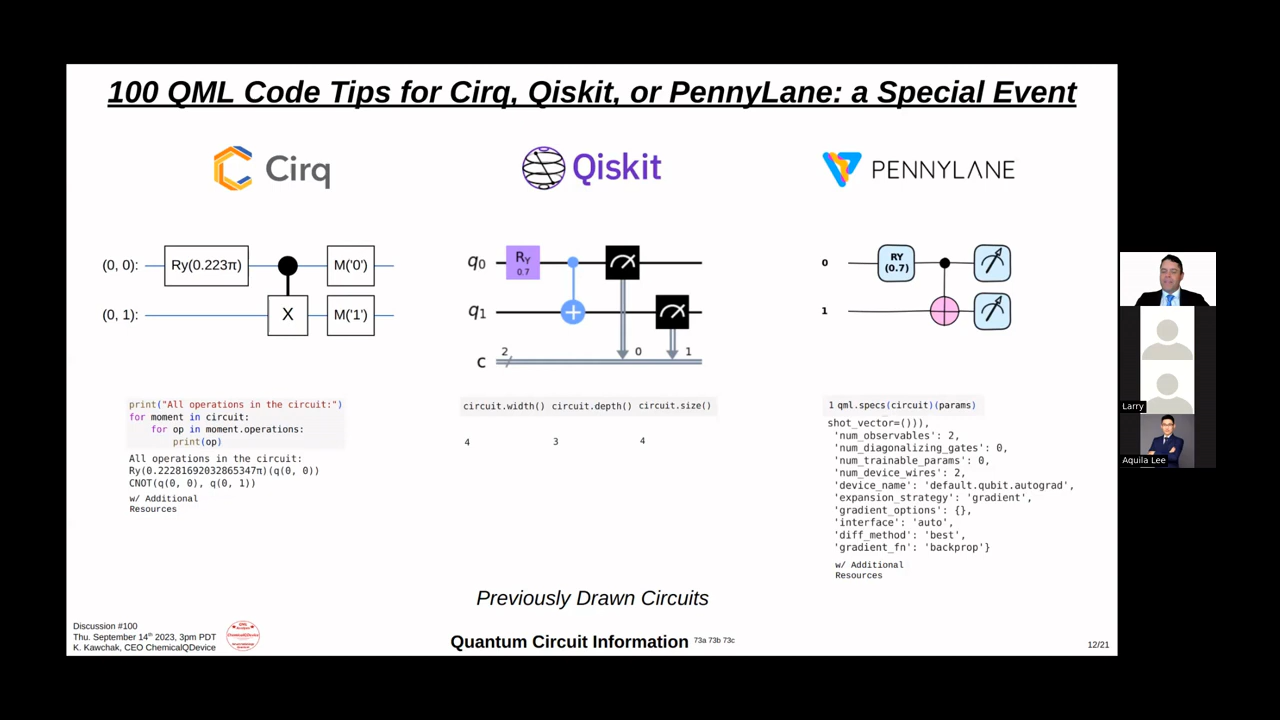 100 QML Code Tips for Cirq, Qiskit, or PennyLane: a Special Event
Cirq
Qiskit
PENNYLANE
(0, 0):
Ry(0.223π)
M('0')
(0, 1):
X
M('1')
q0
RY
0.7
q1
c
2
0
1
0
RY
(0.7)
1
print("All operations in the circuit:")
for moment in circuit:
for op in moment.operations:
print(op)
All operations in the circuit:
Ry(0.22281692032865347π)(q(0, 0))
CNOT(q(0, 0), q(0, 1))
w/ Additional
Resources
circuit.width() circuit.depth() circuit.size()
4 3 4
1 qml.specs(circuit)(params)
shot_vector=())),
'num_observables': 2,
'num_diagonalizing_gates': 0,
'num_trainable_params': 0,
'num_device_wires': 2,
'device_name': 'default.qubit.autograd',
'expansion_strategy': 'gradient',
'gradient_options': {},
'interface': 'auto',
'diff_method': 'best',
'gradient_fn': 'backprop'}
w/ Additional
Resources
Previously Drawn Circuits
Quantum Circuit Information 73a 73b 73c
Discussion #100
Thu. September 14th 2023, 3pm PDT
K. Kawchak, CEO ChemicalQDevice
12/21
Larry
Aquila Lee